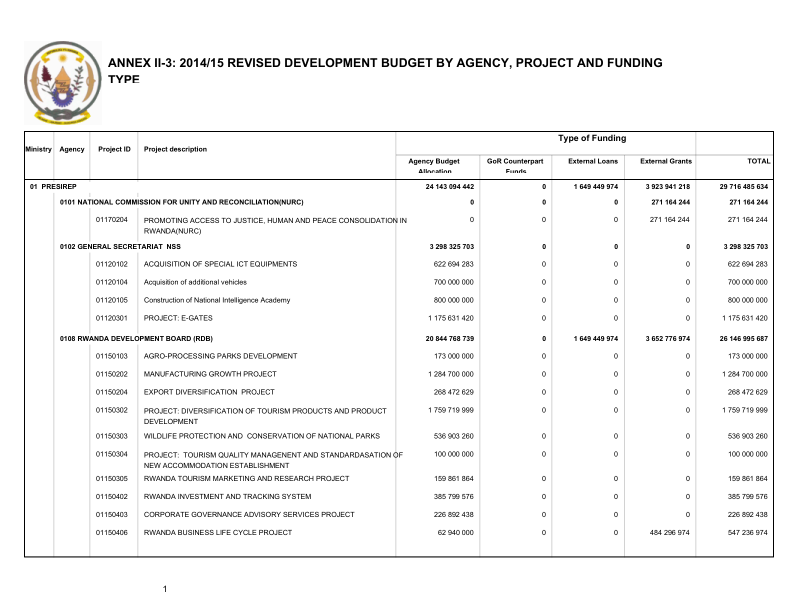 ANNEX II-3: 2014/15 REVISED DEVELOPMENT BUDGET BY AGENCY, PROJECT AND FUNDING
TYPE
Type of Funding
Ministry Agency Project ID Project description
Agency Budget Allocation GoR Counterpart Funds External Loans External Grants TOTAL
01 PRESIREP 24 143 094 442 0 1 649 449 974 3 923 941 218 29 716 485 634
0101 NATIONAL COMMISSION FOR UNITY AND RECONCILIATION(NURC) 0 0 0 271 164 244 271 164 244
01170204 PROMOTING ACCESS TO JUSTICE, HUMAN AND PEACE CONSOLIDATION IN 0 0 0 271 164 244 271 164 244
RWANDA(NURC)
0102 GENERAL SECRETARIAT NSS 3 298 325 703 0 0 0 3 298 325 703
01120102 ACQUISITION OF SPECIAL ICT EQUIPMENTS 622 694 283 0 0 0 622 694 283
01120104 Acquisition of additional vehicles 700 000 000 0 0 0 700 000 000
01120105 Construction of National Intelligence Academy 800 000 000 0 0 0 800 000 000
01120301 PROJECT: E-GATES 1 175 631 420 0 0 0 1 175 631 420
0108 RWANDA DEVELOPMENT BOARD (RDB) 20 844 768 739 0 1 649 449 974 3 652 776 974 26 146 995 687
01150103 AGRO-PROCESSING PARKS DEVELOPMENT 173 000 000 0 0 0 173 000 000
01150202 MANUFACTURING GROWTH PROJECT 1 284 700 000 0 0 0 1 284 700 000
01150204 EXPORT DIVERSIFICATION PROJECT 268 472 629 0 0 0 268 472 629
01150302 PROJECT: DIVERSIFICATION OF TOURISM PRODUCTS AND PRODUCT 1 759 719 999 0 0 0 1 759 719 999
DEVELOPMENT
01150303 WILDLIFE PROTECTION AND CONSERVATION OF NATIONAL PARKS 536 903 260 0 0 0 536 903 260
01150304 PROJECT: TOURISM QUALITY MANAGENENT AND STANDARDASATION OF 100 000 000 0 0 0 100 000 000
NEW ACCOMMODATION ESTABLISHMENT
01150305 RWANDA TOURISM MARKETING AND RESEARCH PROJECT 159 861 864 0 0 0 159 861 864
01150402 RWANDA INVESTMENT AND TRACKING SYSTEM 385 799 576 0 0 0 385 799 576
01150403 CORPORATE GOVERNANCE ADVISORY SERVICES PROJECT 226 892 438 0 0 0 226 892 438
01150406 RWANDA BUSINESS LIFE CYCLE PROJECT 62 940 000 0 0 484 296 974 547 236 974
1